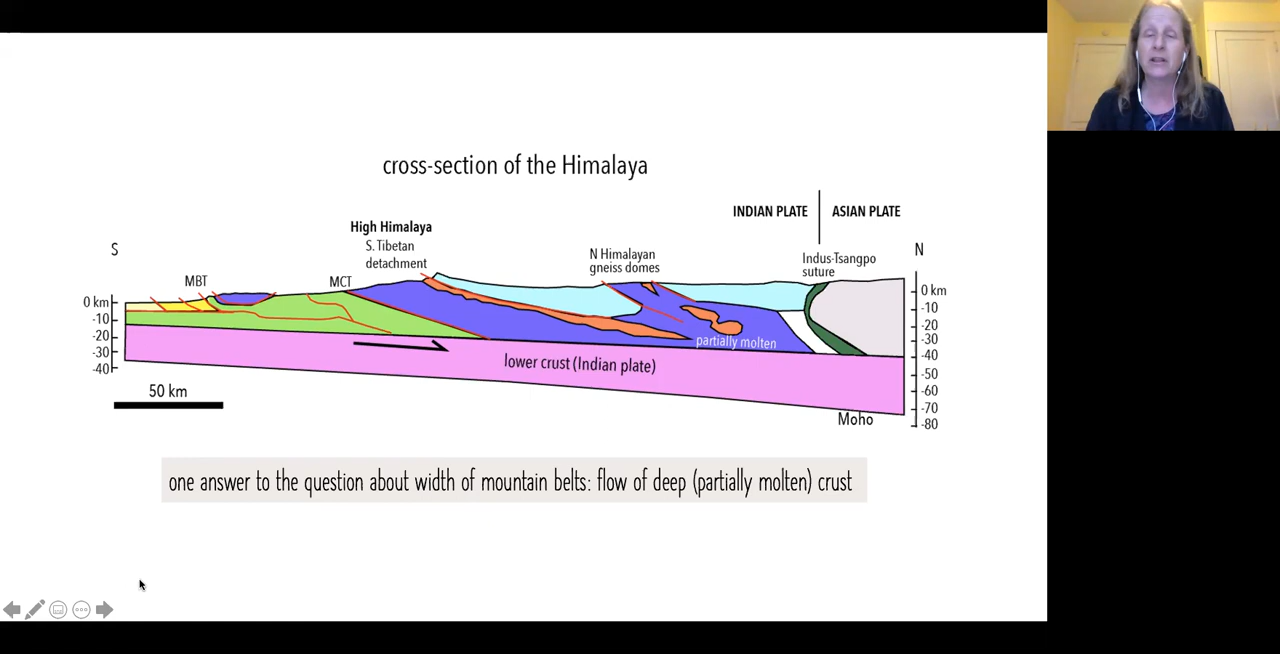 cross-section of the Himalaya
INDIAN PLATE
ASIAN PLATE
High Himalaya
S. Tibetan
detachment
N Himalayan
gneiss domes
Indus-Tsangpo
suture
S
N
MBT
MCT
0 km
-10
-20
-30
-40
0 km
-10
-20
-30
-40
-50
-60
-70
-80
partially molten
lower crust (Indian plate)
Moho
50 km
one answer to the question about width of mountain belts: flow of deep (partially molten) crust